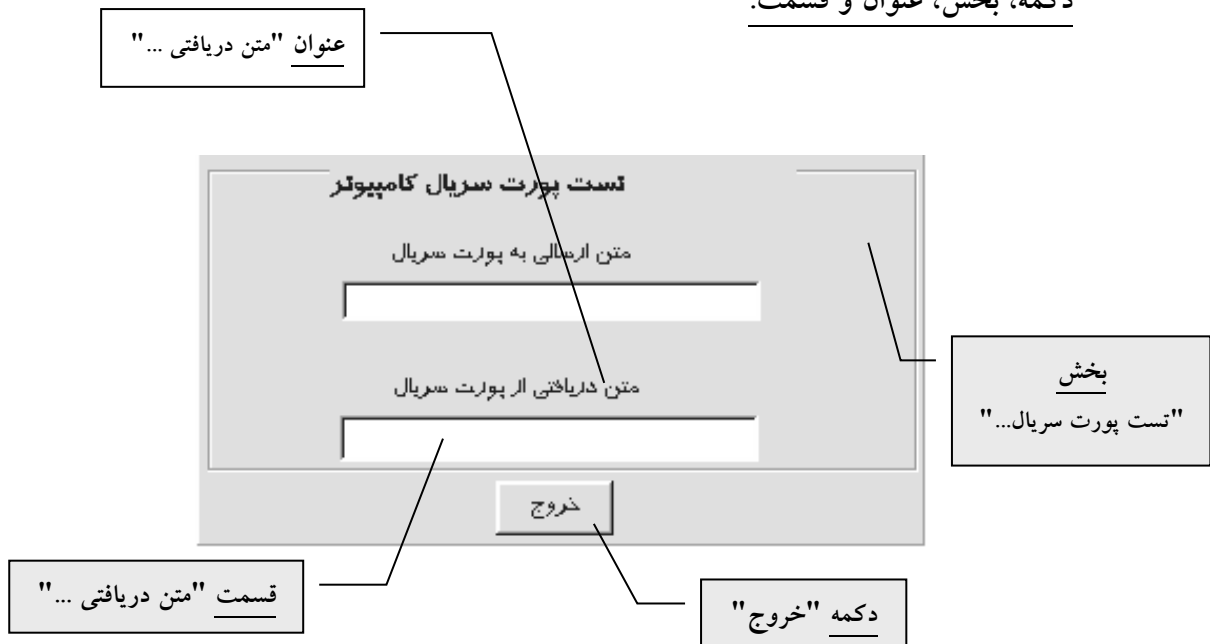 دکمه، بخش، عنوان و قسمت:
عنوان "متن دریافتی ..."
تست پورت سریال کامپیوتر
متن ارسالی به پورت سریال
متن دریافتی از پورت سریال
بخش
"تست پورت سریال..."
خروج
قسمت "متن دریافتی ..."
دکمه "خروج"